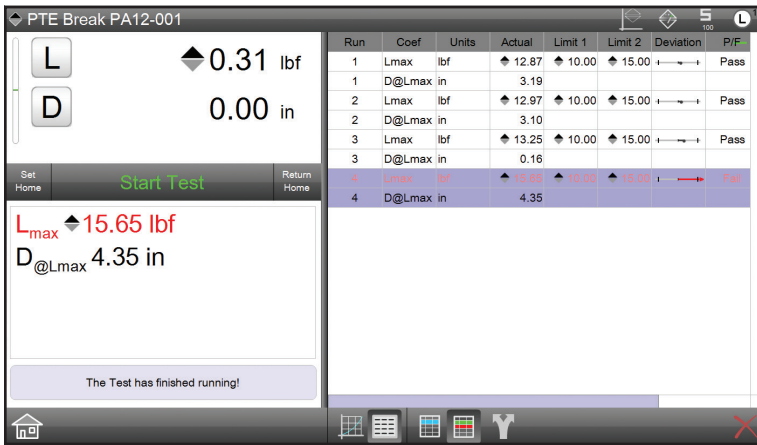 PTE Break PA12-001
5
100
L
L
0.31 lbf
D
0.00 in
Set Home
Start Test
Return Home
Lmax 15.65 lbf
D@Lmax 4.35 in
The Test has finished running!
Run Coef Units Actual Limit 1 Limit 2 Deviation P/F
1 Lmax lbf 12.87 10.00 15.00 Pass
1 D@Lmax in 3.19
2 Lmax lbf 12.97 10.00 15.00 Pass
2 D@Lmax in 3.10
3 Lmax lbf 13.25 10.00 15.00 Pass
3 D@Lmax in 0.16
4 Lmax lbf 15.65 10.00 15.00 Fail
4 D@Lmax in 4.35